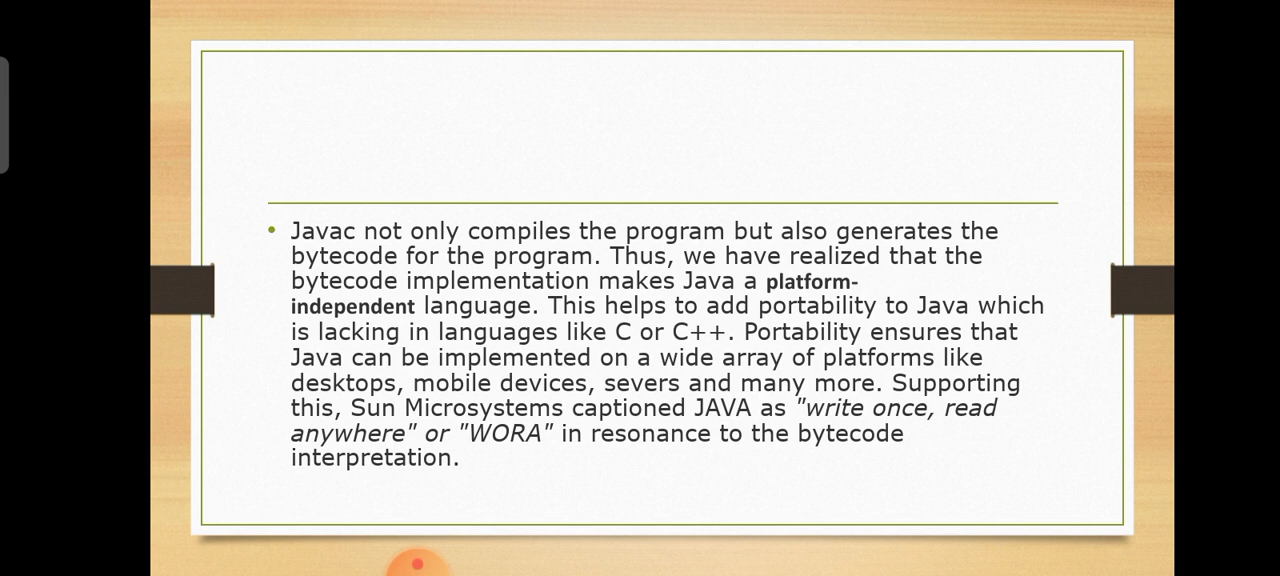 • Javac not only compiles the program but also generates the
bytecode for the program. Thus, we have realized that the
bytecode implementation makes Java a platform-
independent language. This helps to add portability to Java which
is lacking in languages like C or C++. Portability ensures that
Java can be implemented on a wide array of platforms like
desktops, mobile devices, severs and many more. Supporting
this, Sun Microsystems captioned JAVA as "write once, read
anywhere" or "WORA" in resonance to the bytecode
interpretation.